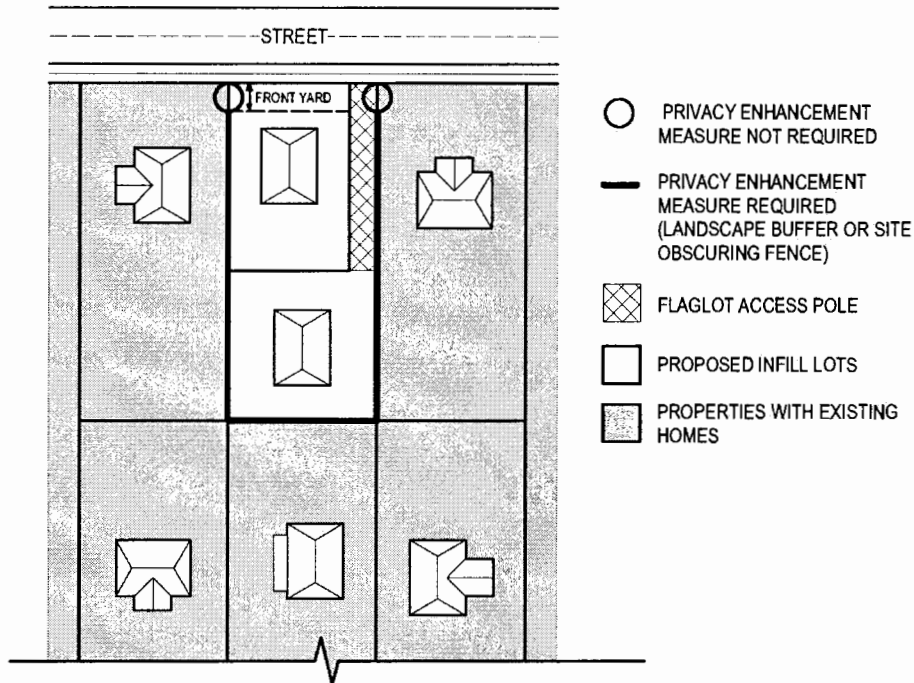 STREET
FRONT YARD
PRIVACY ENHANCEMENT
MEASURE NOT REQUIRED
PRIVACY ENHANCEMENT
MEASURE REQUIRED
(LANDSCAPE BUFFER OR SITE
OBSCURING FENCE)
FLAGLOT ACCESS POLE
PROPOSED INFILL LOTS
PROPERTIES WITH EXISTING
HOMES